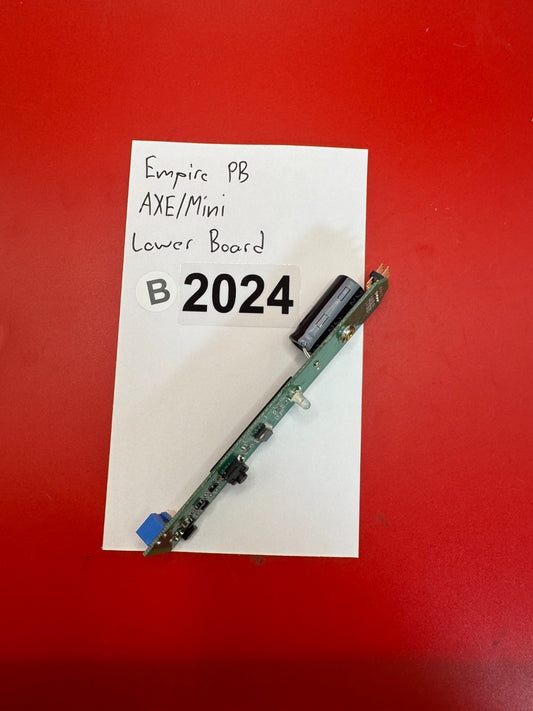 Empire PB
AXE/Mini
Lower Board
B 2024